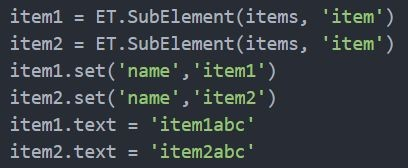 item1 = ET.SubElement(items, 'item')
item2 = ET.SubElement(items, 'item')
item1.set('name','item1')
item2.set('name','item2')
item1.text = 'item1abc'
item2.text = 'item2abc'